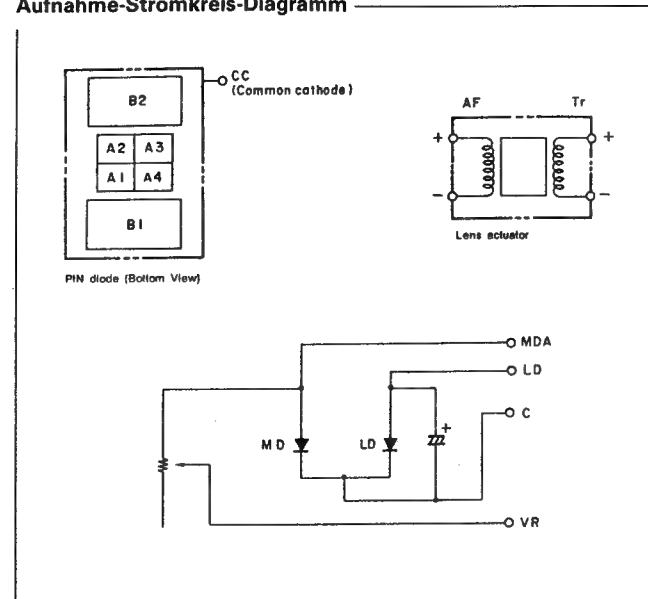 Aufnahme-Stromkreis-Diagramm
CC
(Common cathode)
B2
A2 A3
A1 A4
B1
PIN diode (Bottom View)
AF Tr
+ +
- -
Lens actuator
MDA
LD
C
MD LD +
VR